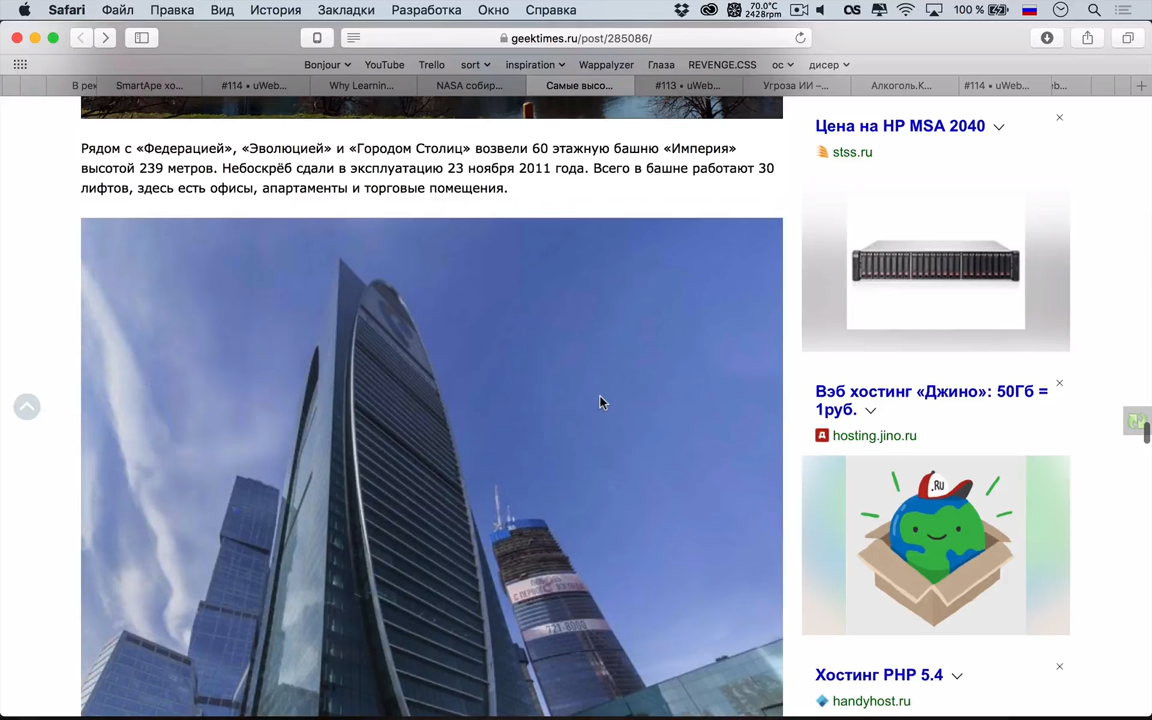 Safari Файл Правка Вид История Закладки Разработка Окно Справка 70.0°C 2428rpm 100 %
geektimes.ru/post/285086/
Bonjour YouTube Trello sort inspiration Wappalyzer Глаза REVENGE.CSS ос дисер
В рек SmartApe хо... #114 • uWeb... Why Learnin... NASA собир... Самые высо... #113 • uWeb... Угроза ИИ –... Алкоголь.К... #114 • uWeb...
Рядом с «Федерацией», «Эволюцией» и «Городом Столиц» возвели 60 этажную башню «Империя»
высотой 239 метров. Небоскрёб сдали в эксплуатацию 23 ноября 2011 года. Всего в башне работают 30
лифтов, здесь есть офисы, апартаменты и торговые помещения.
727-8000
Цена на HP MSA 2040
stss.ru
Вэб хостинг «Джино»: 50Гб =
1руб.
hosting.jino.ru
.RU
Хостинг PHP 5.4
handyhost.ru